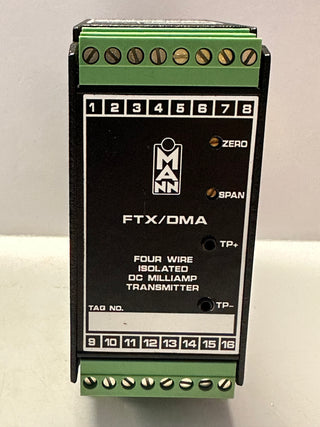 1 2 3 4 5 6 7 8
ZERO
MANN
SPAN
FTX/DMA
TP+
FOUR WIRE
ISOLATED
DC MILLIAMP
TRANSMITTER
TP-
TAG NO.
9 10 11 12 13 14 15 16